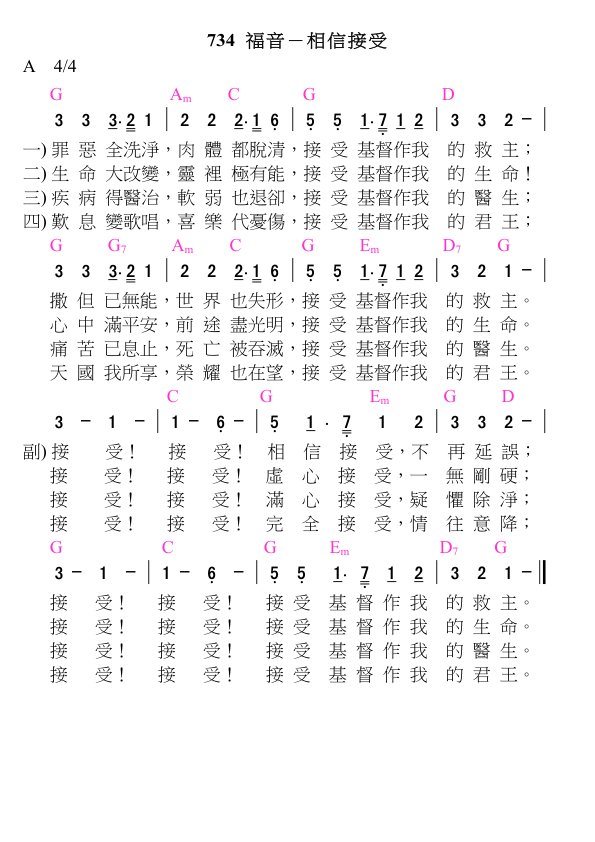 734 福音－相信接受
A 4/4
G Am C G D
3 3 3·2 1 | 2 2 2·1 6 | 5 5 1·7 1 2 | 3 3 2 – |
一) 罪 惡 全洗淨，肉 體 都脫清，接 受 基督作我 的 救 主；
二) 生 命 大改變，靈 裡 極有能，接 受 基督作我 的 生 命！
三) 疾 病 得醫治，軟 弱 也退卻，接 受 基督作我 的 醫 生；
四) 歎 息 變歌唱，喜 樂 代憂傷，接 受 基督作我 的 君 王；
G G7 Am C G Em D7 G
3 3 3·2 1 | 2 2 2·1 6 | 5 5 1·7 1 2 | 3 2 1 – |
撒 但 已無能，世 界 也失形，接 受 基督作我 的 救 主。
心 中 滿平安，前 途 盡光明，接 受 基督作我 的 生 命。
痛 苦 已息止，死 亡 被吞滅，接 受 基督作我 的 醫 生。
天 國 我所享，榮 耀 也在望，接 受 基督作我 的 君 王。
C G Em G D
3 – 1 – | 1 – 6 – | 5 1 · 7 1 2 | 3 3 2 – |
副) 接 受！ 接 受！ 相 信 接 受，不 再 延 誤；
接 受！ 接 受！ 虛 心 接 受，一 無 剛 硬；
接 受！ 接 受！ 滿 心 接 受，疑 懼 除 淨；
接 受！ 接 受！ 完 全 接 受，情 往 意 降；
G C G Em D7 G
3 – 1 – | 1 – 6 – | 5 5 1· 7 1 2 | 3 2 1 – ‖
接 受！ 接 受！ 接 受 基 督 作 我 的 救 主。
接 受！ 接 受！ 接 受 基 督 作 我 的 生 命。
接 受！ 接 受！ 接 受 基 督 作 我 的 醫 生。
接 受！ 接 受！ 接 受 基 督 作 我 的 君 王。